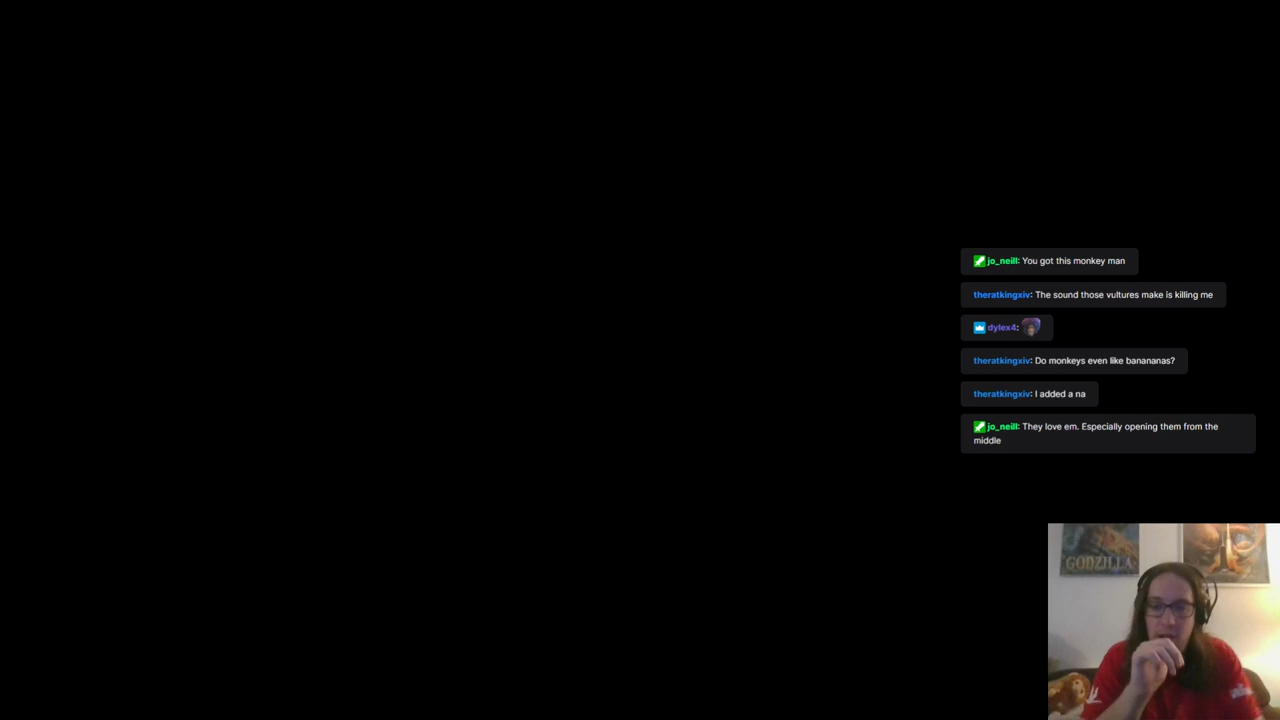 jo_neill: You got this monkey man
theratkingxiv: The sound those vultures make is killing me
dylex4:
theratkingxiv: Do monkeys even like banananas?
theratkingxiv: I added a na
jo_neill: They love em. Especially opening them from the
middle
GODZILLA